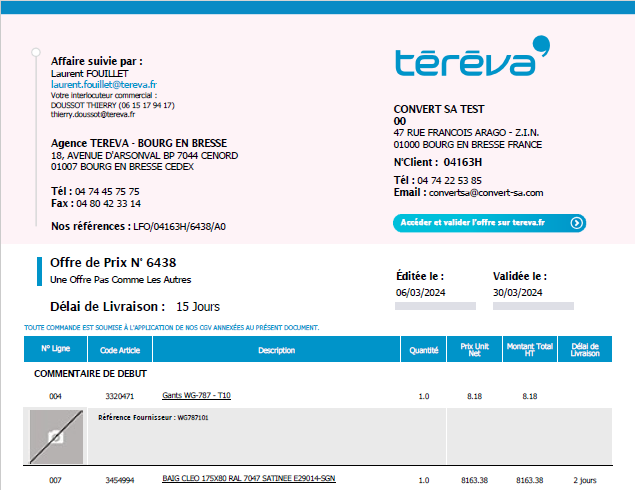 Affaire suivie par :
Laurent FOUILLET
laurent.fouillet@tereva.fr
Votre interlocuteur commercial :
DOUSSOT THIERRY (06 15 17 94 17)
thierry.doussot@tereva.fr
Agence TEREVA - BOURG EN BRESSE
18, AVENUE D'ARSONVAL BP 7044 CENORD
01007 BOURG EN BRESSE CEDEX
Tél : 04 74 45 75 75
Fax : 04 80 42 33 14
Nos références : LFO/04163H/6438/A0
téréva
CONVERT SA TEST
00
47 RUE FRANCOIS ARAGO - Z.I.N.
01000 BOURG EN BRESSE FRANCE
N°Client : 04163H
Tél : 04 74 22 53 85
Email : convertsa@convert-sa.com
Accéder et valider l'offre sur tereva.fr
Offre de Prix N° 6438
Une Offre Pas Comme Les Autres
Délai de Livraison : 15 Jours
Éditée le : Validée le :
06/03/2024 30/03/2024
TOUTE COMMANDE EST SOUMISE À L'APPLICATION DE NOS CGV ANNEXÉES AU PRÉSENT DOCUMENT.
N° Ligne Code Article Description Quantité Prix Unit Net Montant Total HT Délai de Livraison
COMMENTAIRE DE DEBUT
004 3320471 Gants WG-787 - T10 1.0 8.18 8.18
Référence Fournisseur : WG787101
007 3454994 BAIG CLEO 175X80 RAL 7047 SATINEE E29014-SGN 1.0 8163.38 8163.38 2 jours